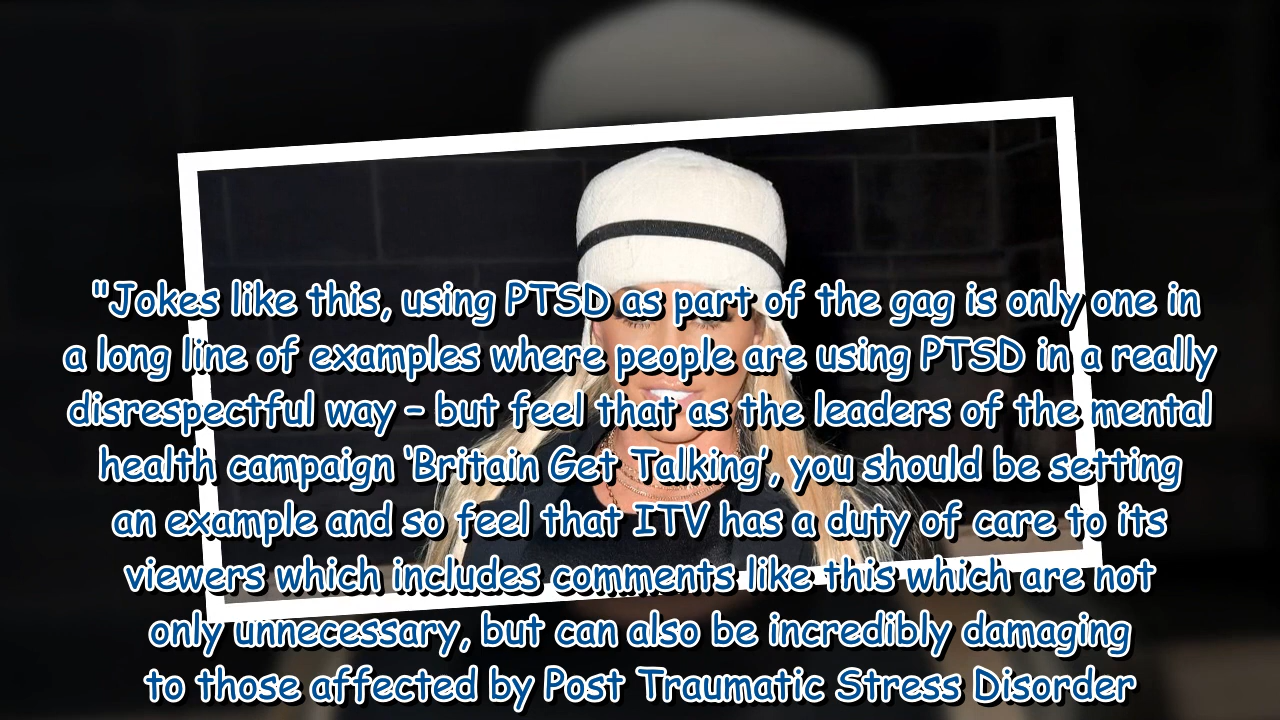 "Jokes like this, using PTSD as part of the gag is only one in
a long line of examples where people are using PTSD in a really
disrespectful way – but feel that as the leaders of the mental
health campaign ‘Britain Get Talking’, you should be setting
an example and so feel that ITV has a duty of care to its
viewers which includes comments like this which are not
only unnecessary, but can also be incredibly damaging
to those affected by Post Traumatic Stress Disorder